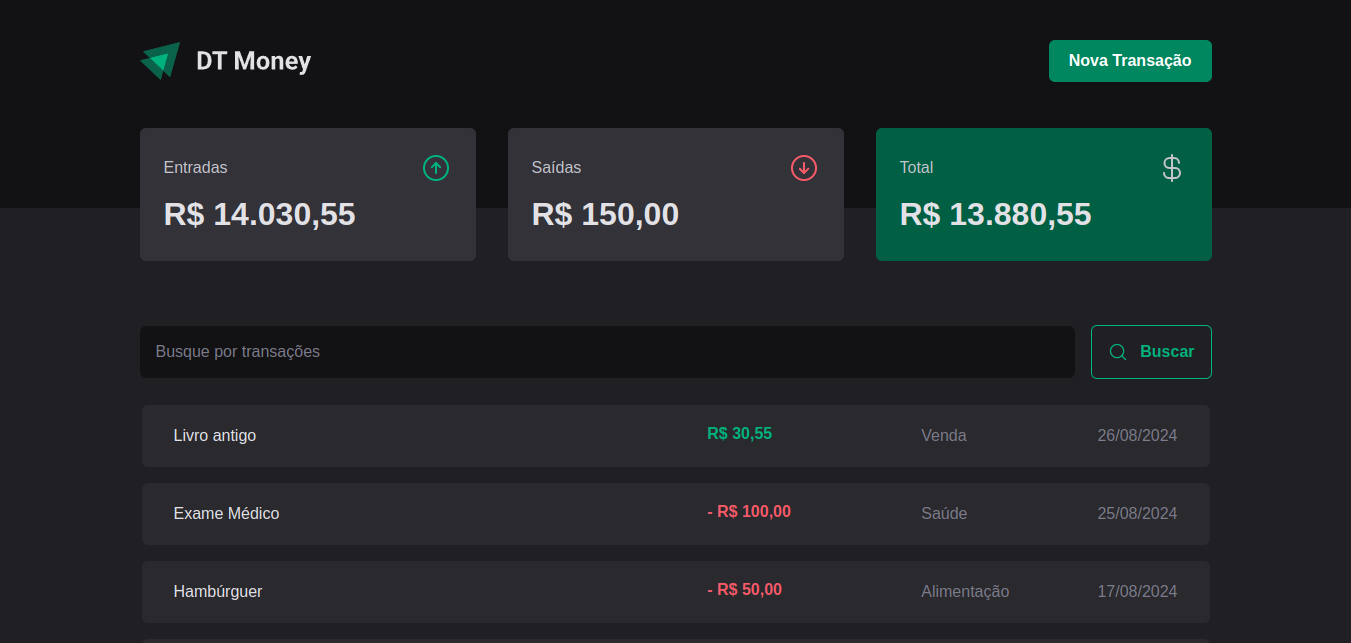 DT Money
Nova Transação
Entradas
R$ 14.030,55
Saídas
R$ 150,00
Total
R$ 13.880,55
Busque por transações
Buscar
Livro antigo R$ 30,55 Venda 26/08/2024
Exame Médico - R$ 100,00 Saúde 25/08/2024
Hambúrguer - R$ 50,00 Alimentação 17/08/2024